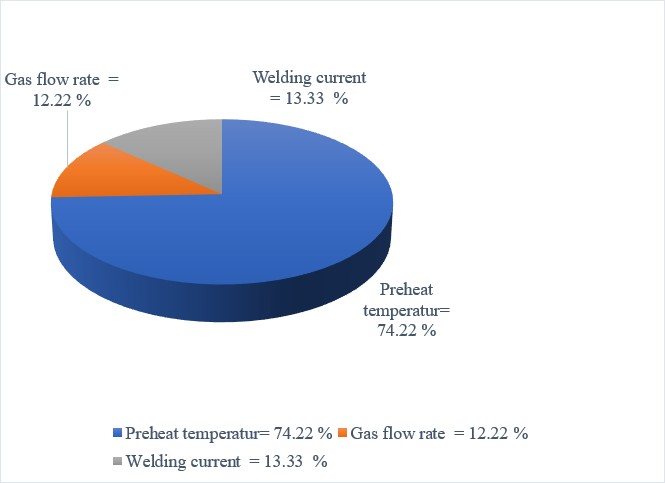 Gas flow rate  =
12.22 %
Welding current
= 13.33  %
Preheat
temperatur=
74.22 %
Preheat temperatur= 74.22 % Gas flow rate  = 12.22 %
Welding current  = 13.33  %